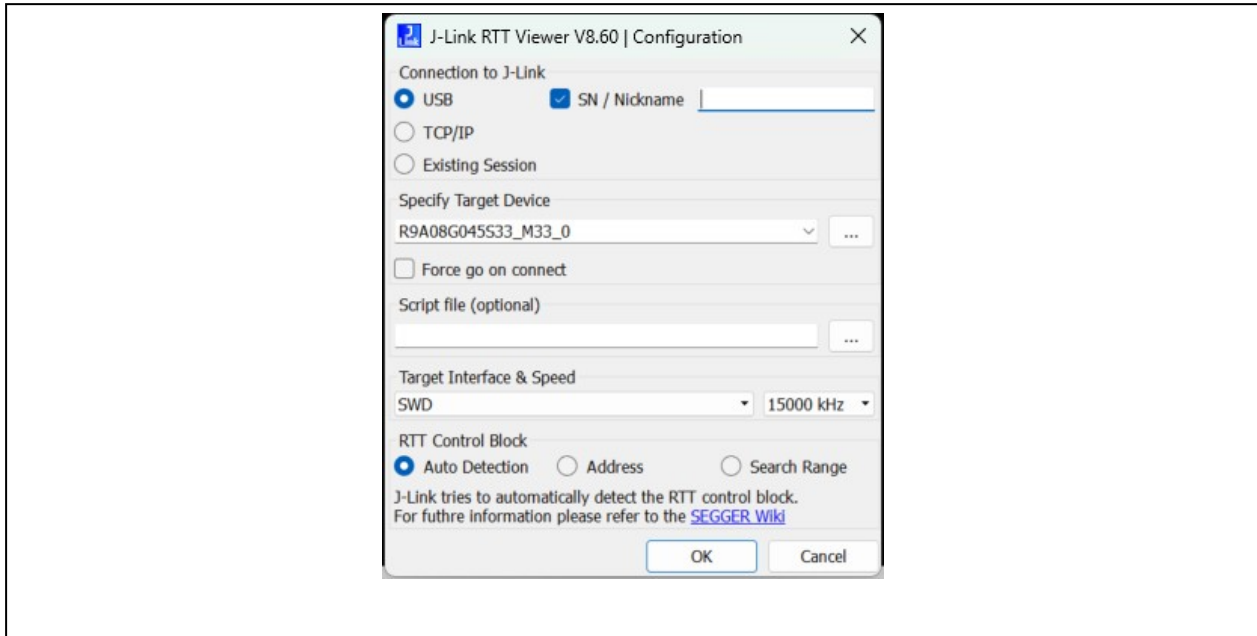 J-Link RTT Viewer V8.60 | Configuration
Connection to J-Link
USB SN / Nickname
TCP/IP
Existing Session
Specify Target Device
R9A08G045S33_M33_0 ...
Force go on connect
Script file (optional)
...
Target Interface & Speed
SWD 15000 kHz
RTT Control Block
Auto Detection Address Search Range
J-Link tries to automatically detect the RTT control block.
For futhre information please refer to the SEGGER Wiki
OK Cancel